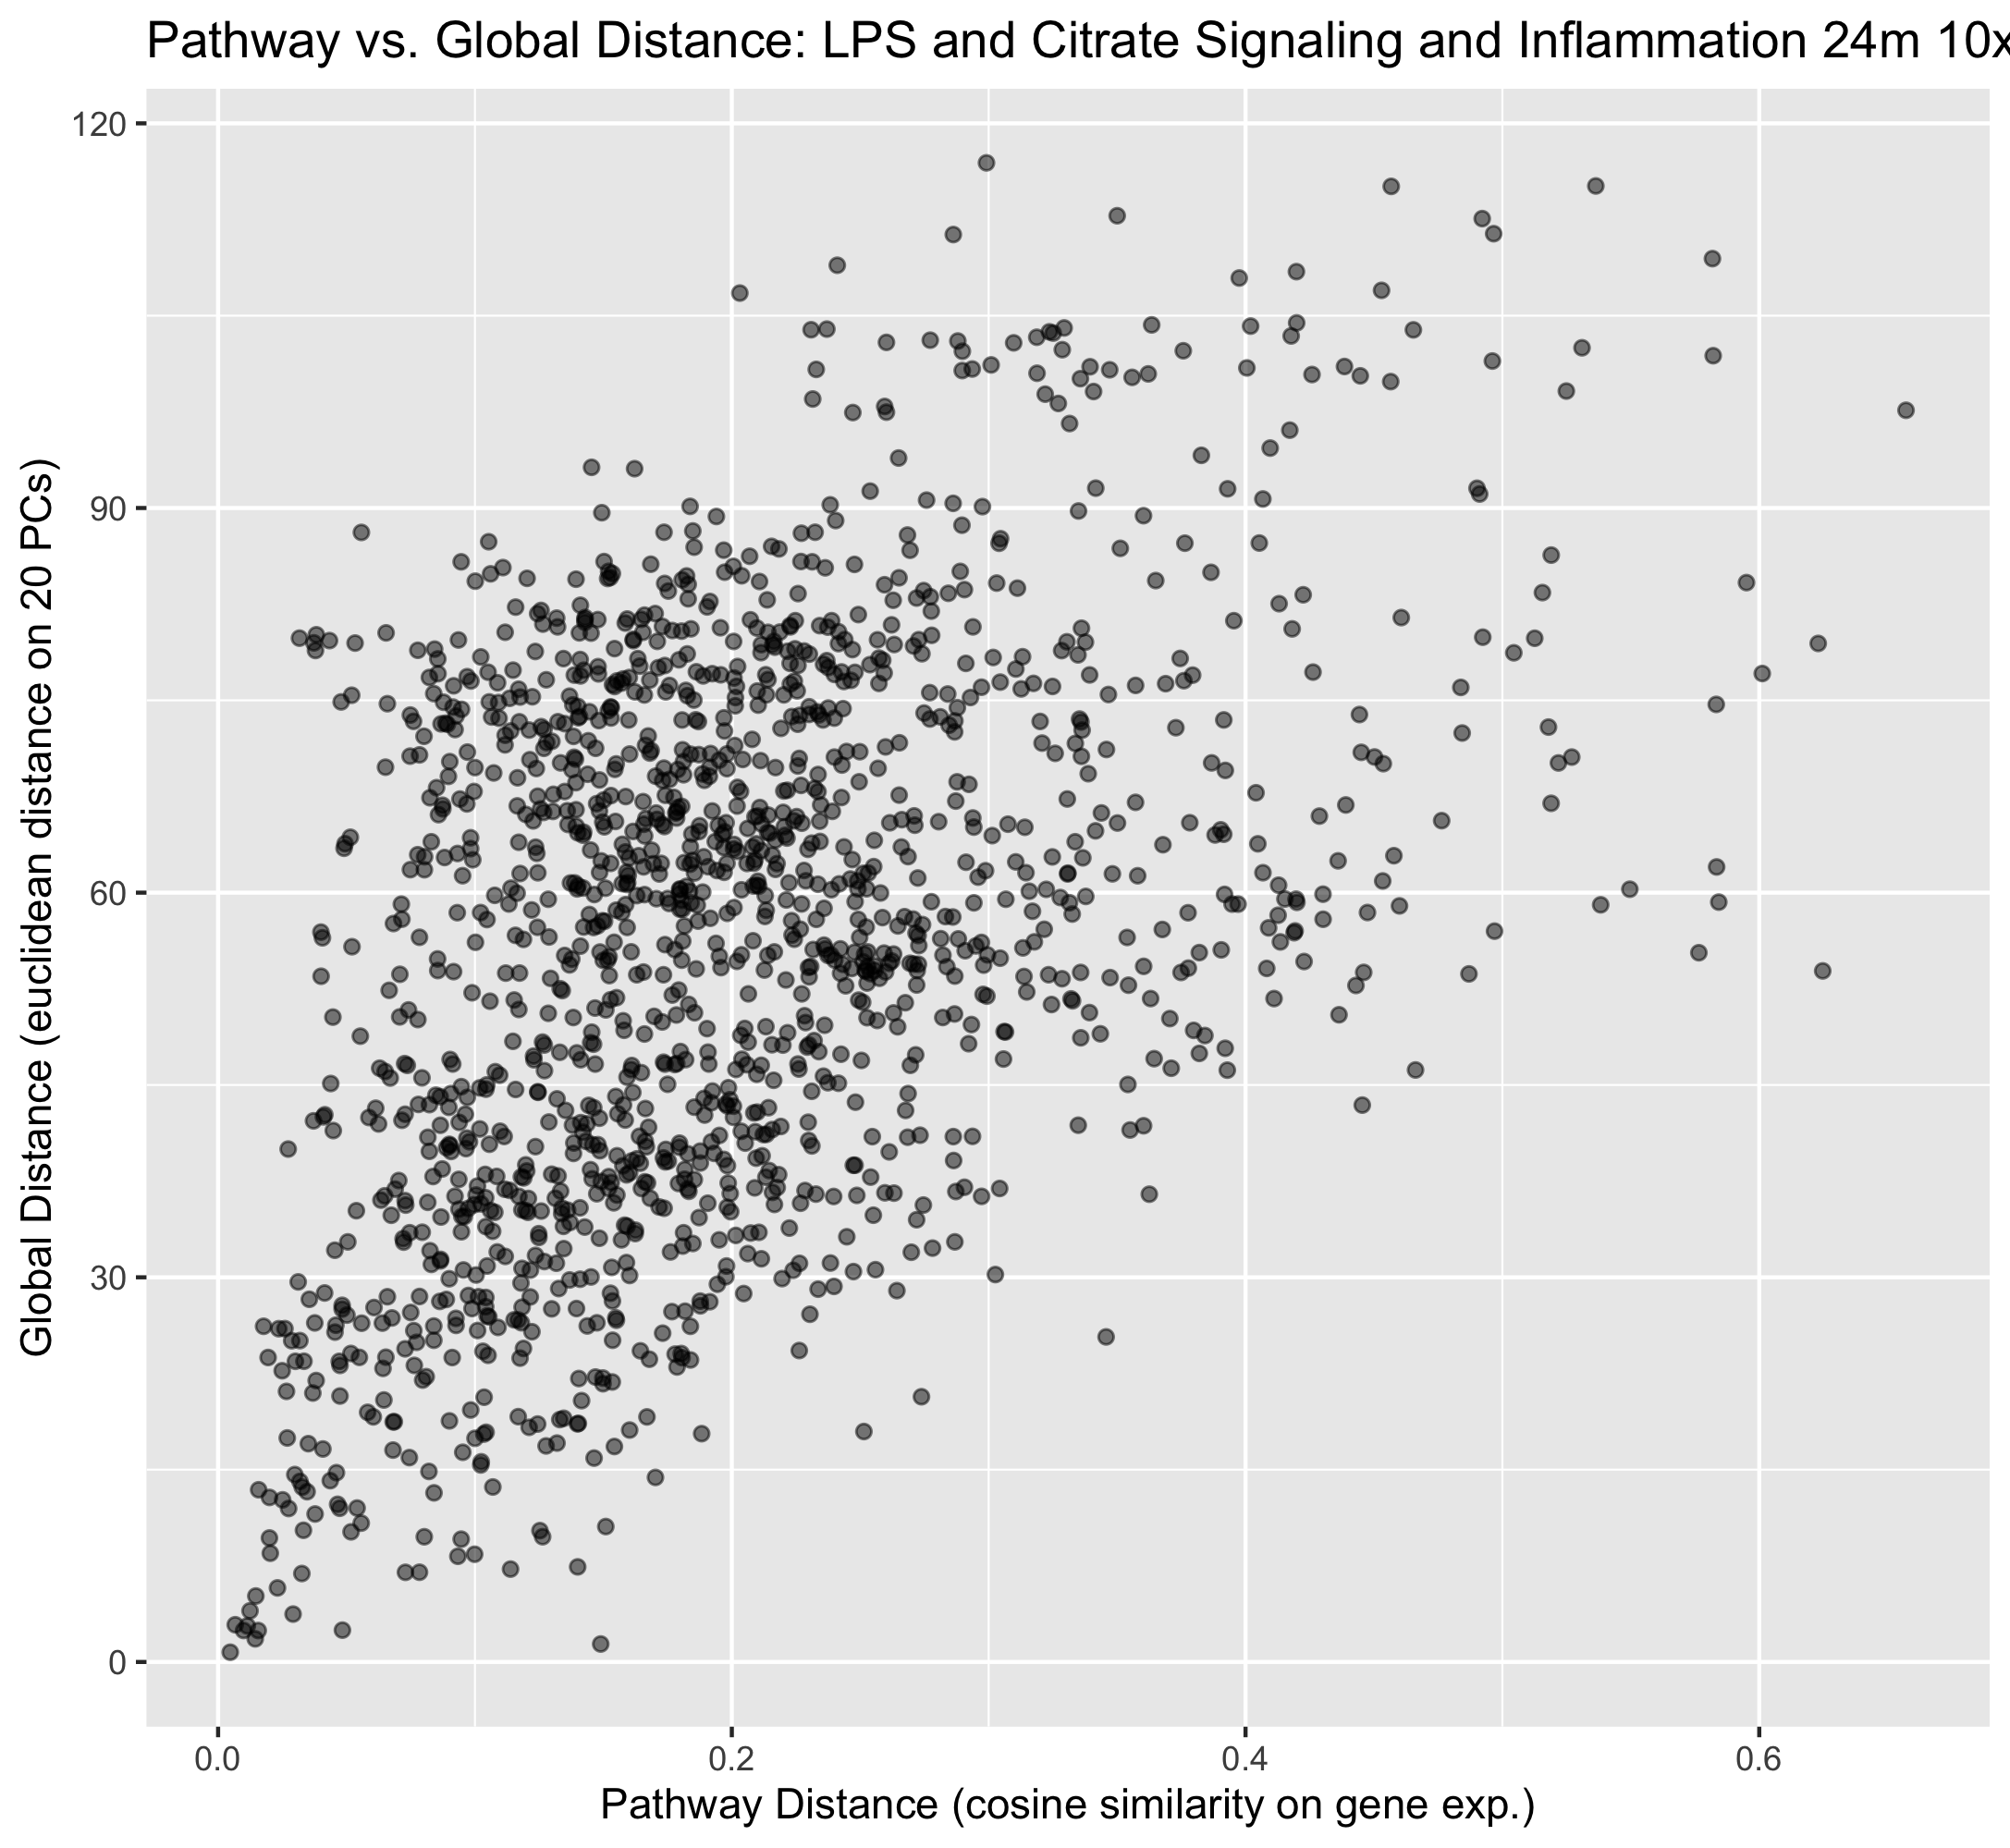 Pathway vs. Global Distance: LPS and Citrate Signaling and Inflammation 24m 10x
120
90
60
30
0
Global Distance (euclidean distance on 20 PCs)
0.0 0.2 0.4 0.6
Pathway Distance (cosine similarity on gene exp.)